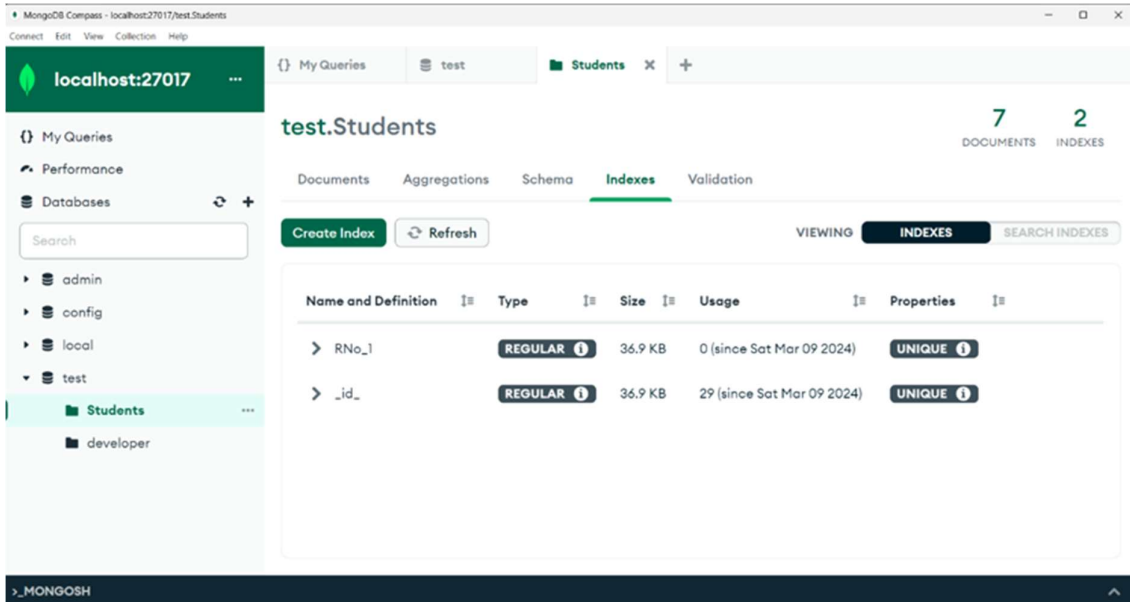 MongoDB Compass - localhost:27017/test.Students
Connect Edit View Collection Help
localhost:27017 ...
{} My Queries
Performance
Databases
Search
admin
config
local
test
Students ...
developer
{} My Queries test Students
test.Students
7 2
DOCUMENTS INDEXES
Documents Aggregations Schema Indexes Validation
Create Index Refresh VIEWING INDEXES SEARCH INDEXES
Name and Definition Type Size Usage Properties
RNo_1 REGULAR 36.9 KB 0 (since Sat Mar 09 2024) UNIQUE
_id_ REGULAR 36.9 KB 29 (since Sat Mar 09 2024) UNIQUE
>_MONGOSH